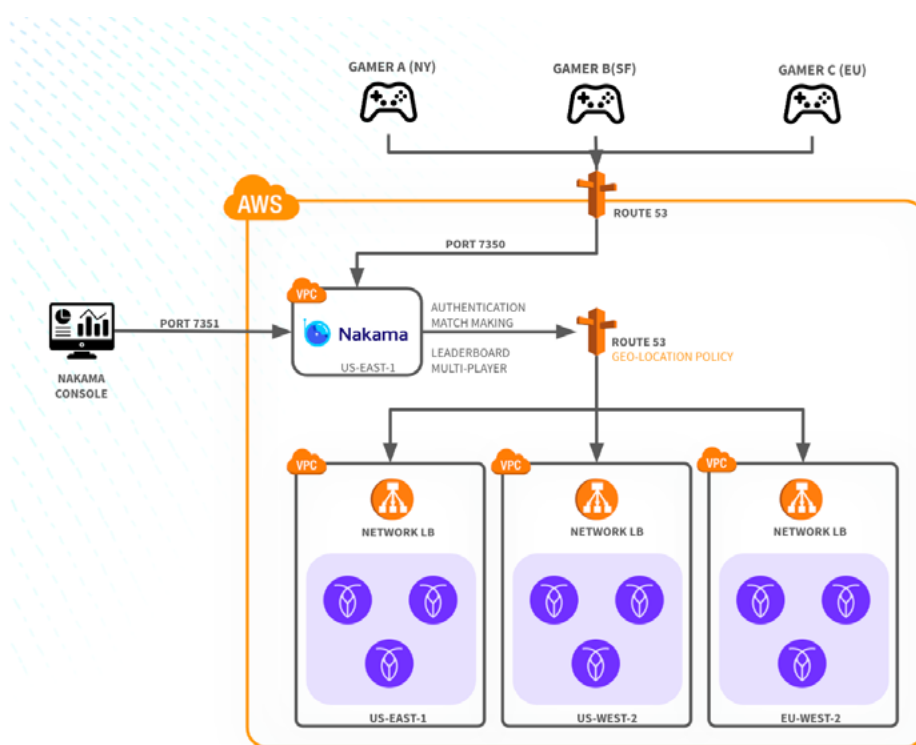 GAMER A (NY)
GAMER B(SF)
GAMER C (EU)
AWS
ROUTE 53
PORT 7350
VPC
Nakama
US-EAST-1
AUTHENTICATION
MATCH MAKING
LEADERBOARD
MULTI-PLAYER
PORT 7351
NAKAMA
CONSOLE
ROUTE 53
GEO-LOCATION POLICY
VPC
NETWORK LB
US-EAST-1
VPC
NETWORK LB
US-WEST-2
VPC
NETWORK LB
EU-WEST-2